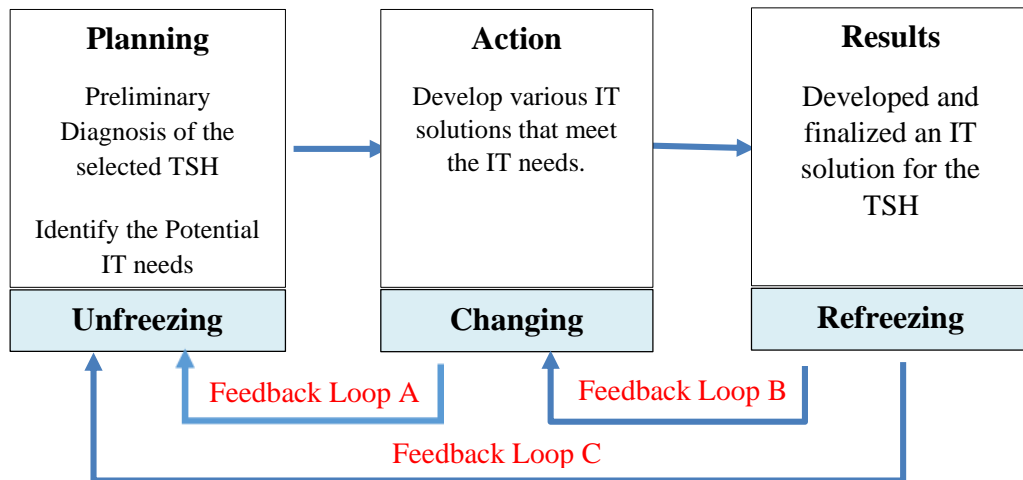 Planning
Preliminary
Diagnosis of the
selected TSH
Identify the Potential
IT needs
Unfreezing
Action
Develop various IT
solutions that meet
the IT needs.
Changing
Results
Developed and
finalized an IT
solution for the
TSH
Refreezing
Feedback Loop A
Feedback Loop B
Feedback Loop C